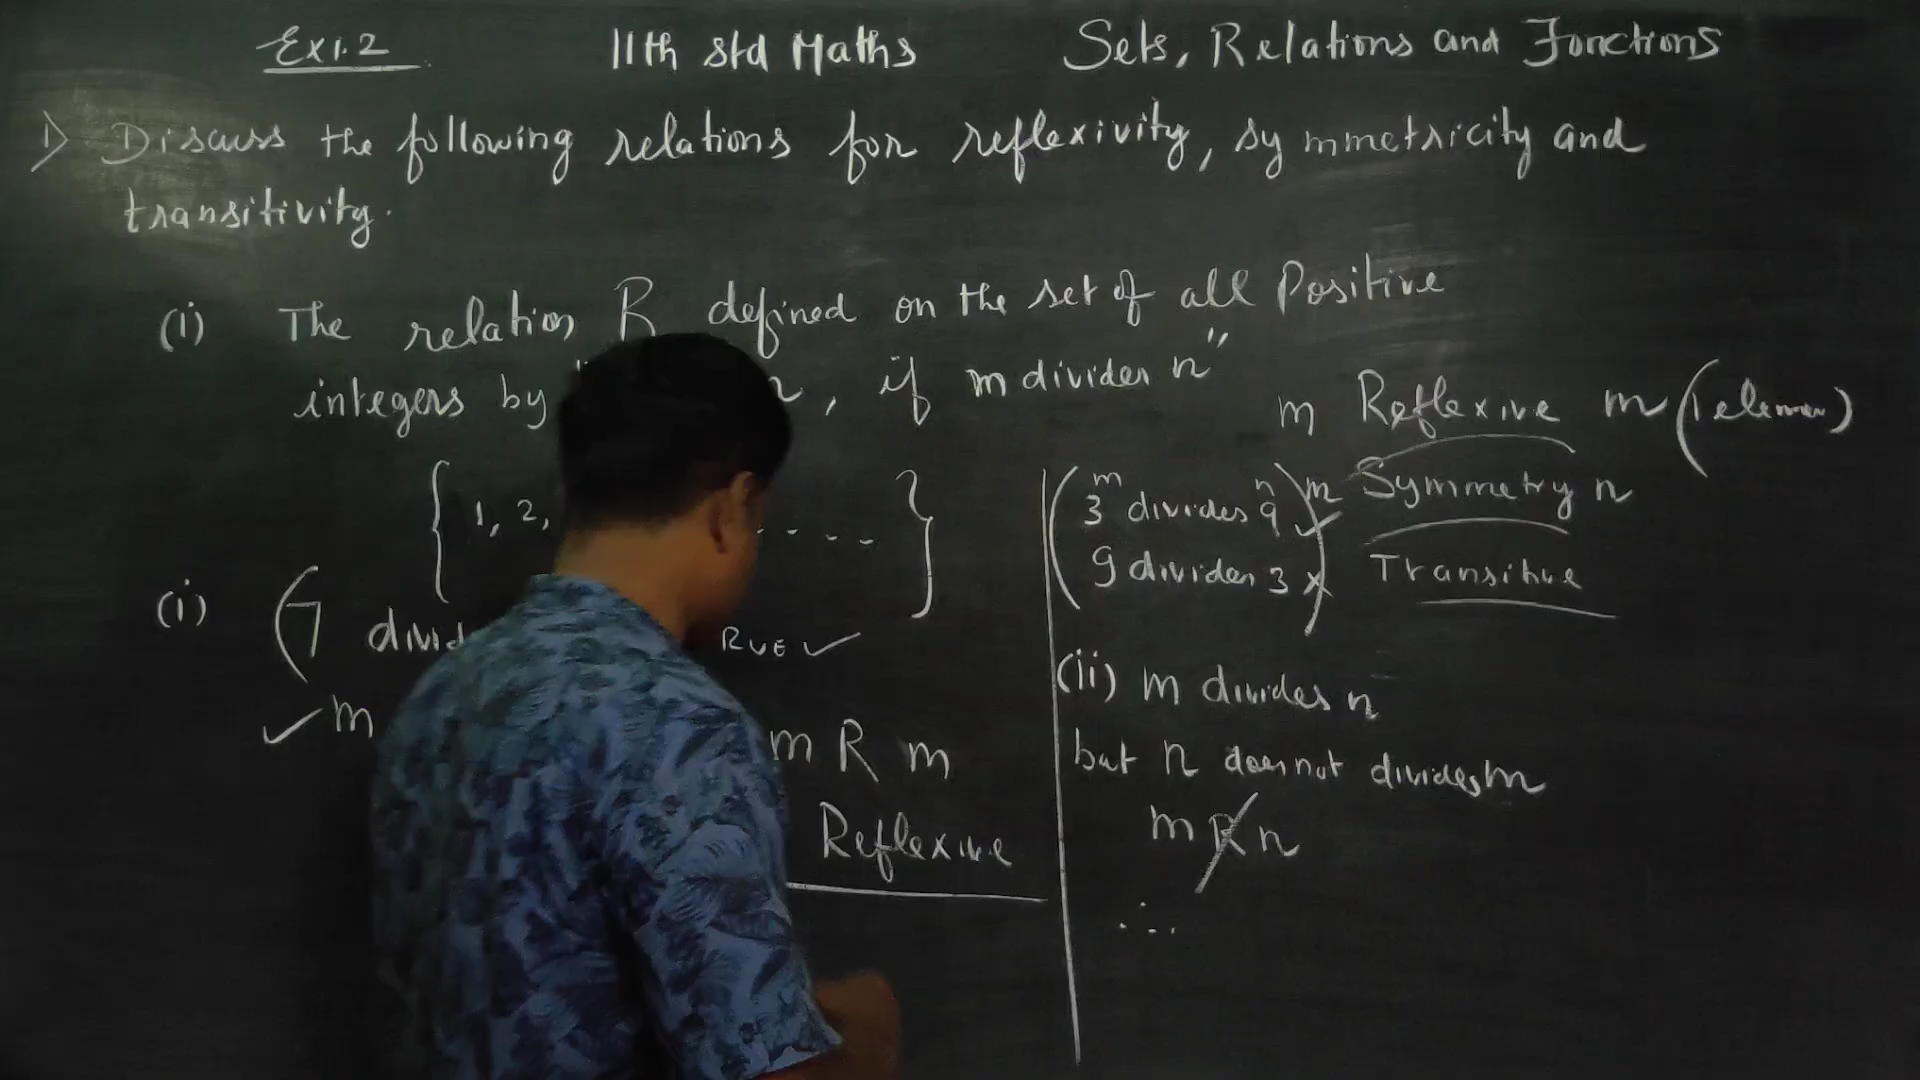 Ex1.2 11th std Maths Sets, Relations and Functions
1) Discuss the following relations for reflexivity, symmetricity and
transitivity.
(i) The relation R defined on the set of all Positive
integers by " , if m divides n"
{ 1, 2, . . . . }
(i) (7 RUE ✓
✓ m m R m
Reflexive
m Reflexive m (1 element)
m Symmetry n
Transitive
m n
(3 divides 9) ✓
9 divides 3 ×
(ii) m divides n
but n does not divides m
m R̸ n
∴